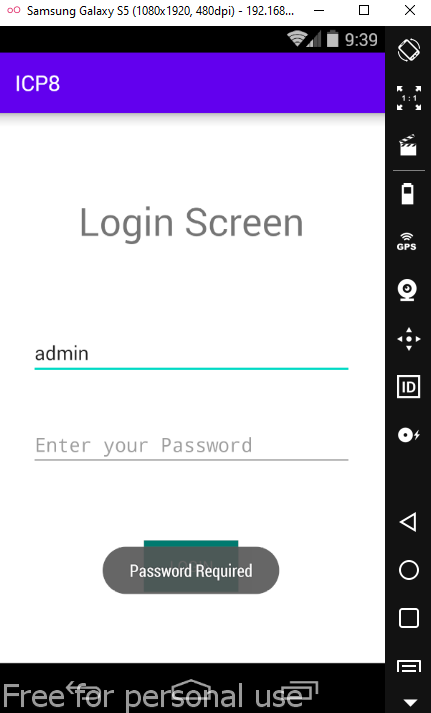 Samsung Galaxy S5 (1080x1920, 480dpi) - 192.168...
9:39
ICP8
1:1
GPS
Login Screen
admin
ID
Enter your Password
Password Required
Free for personal use